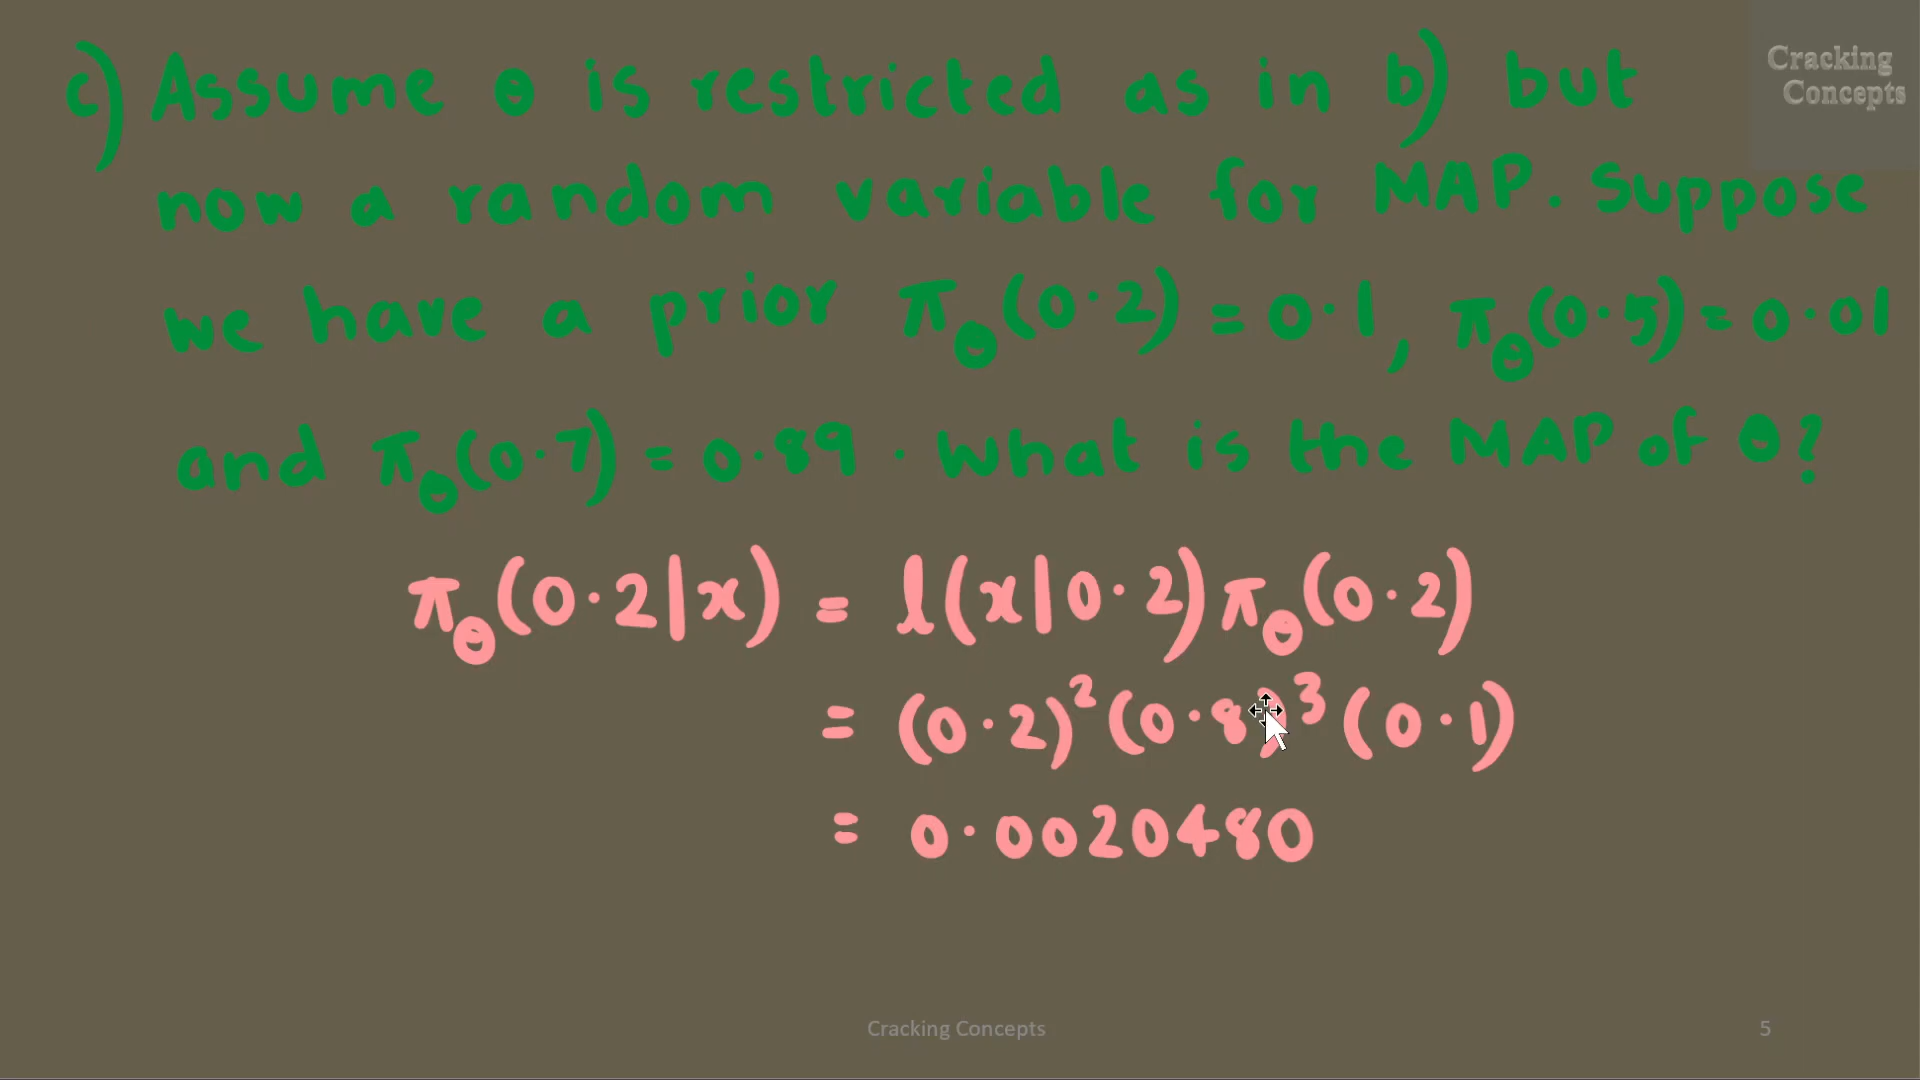 Cracking
Concepts
c) Assume θ is restricted as in b) but
now a random variable for MAP. Suppose
we have a prior π_θ(0.2) = 0.1, π_θ(0.5) = 0.01
and π_θ(0.7) = 0.89. What is the MAP of θ?
π_θ(0.2|x) = l(x|0.2) π_θ(0.2)
= (0.2)² (0.8)³ (0.1)
= 0.0020480
Cracking Concepts
5